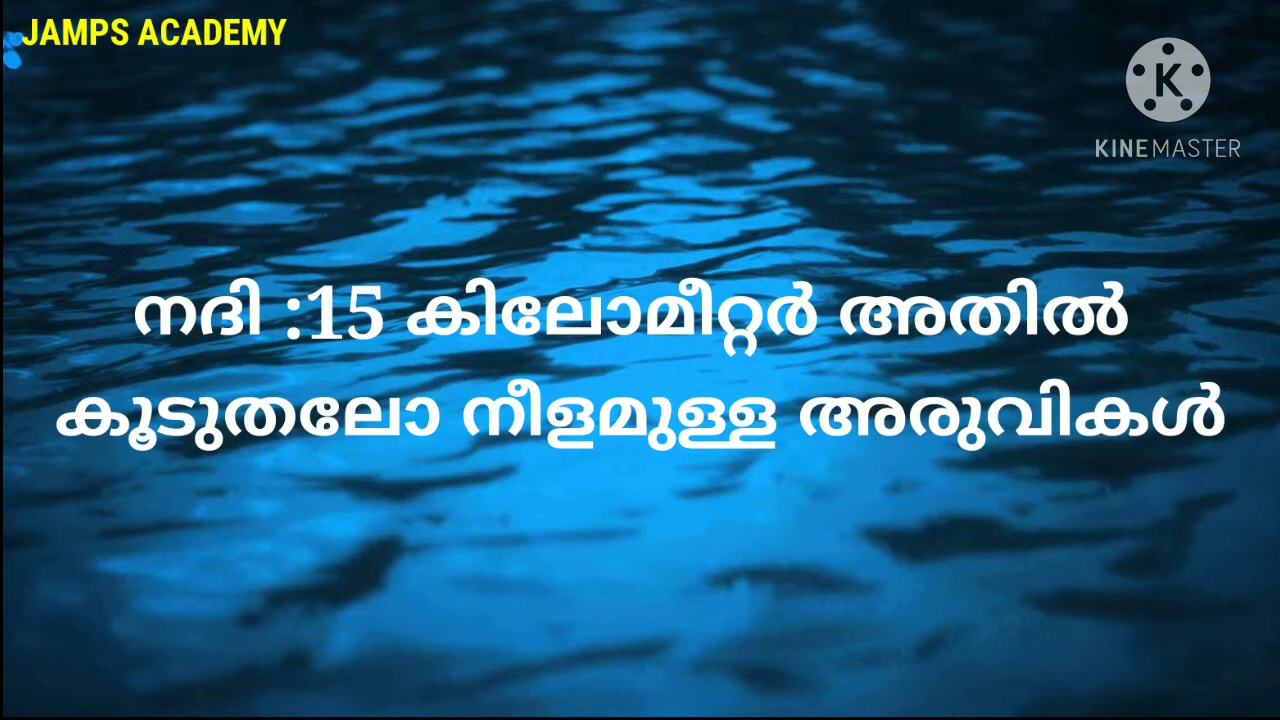 JAMPS ACADEMY
K
KINEMASTER
നദി :15 കിലോമീറ്റർ അതിൽ
കൂടുതലോ നീളമുള്ള അരുവികൾ